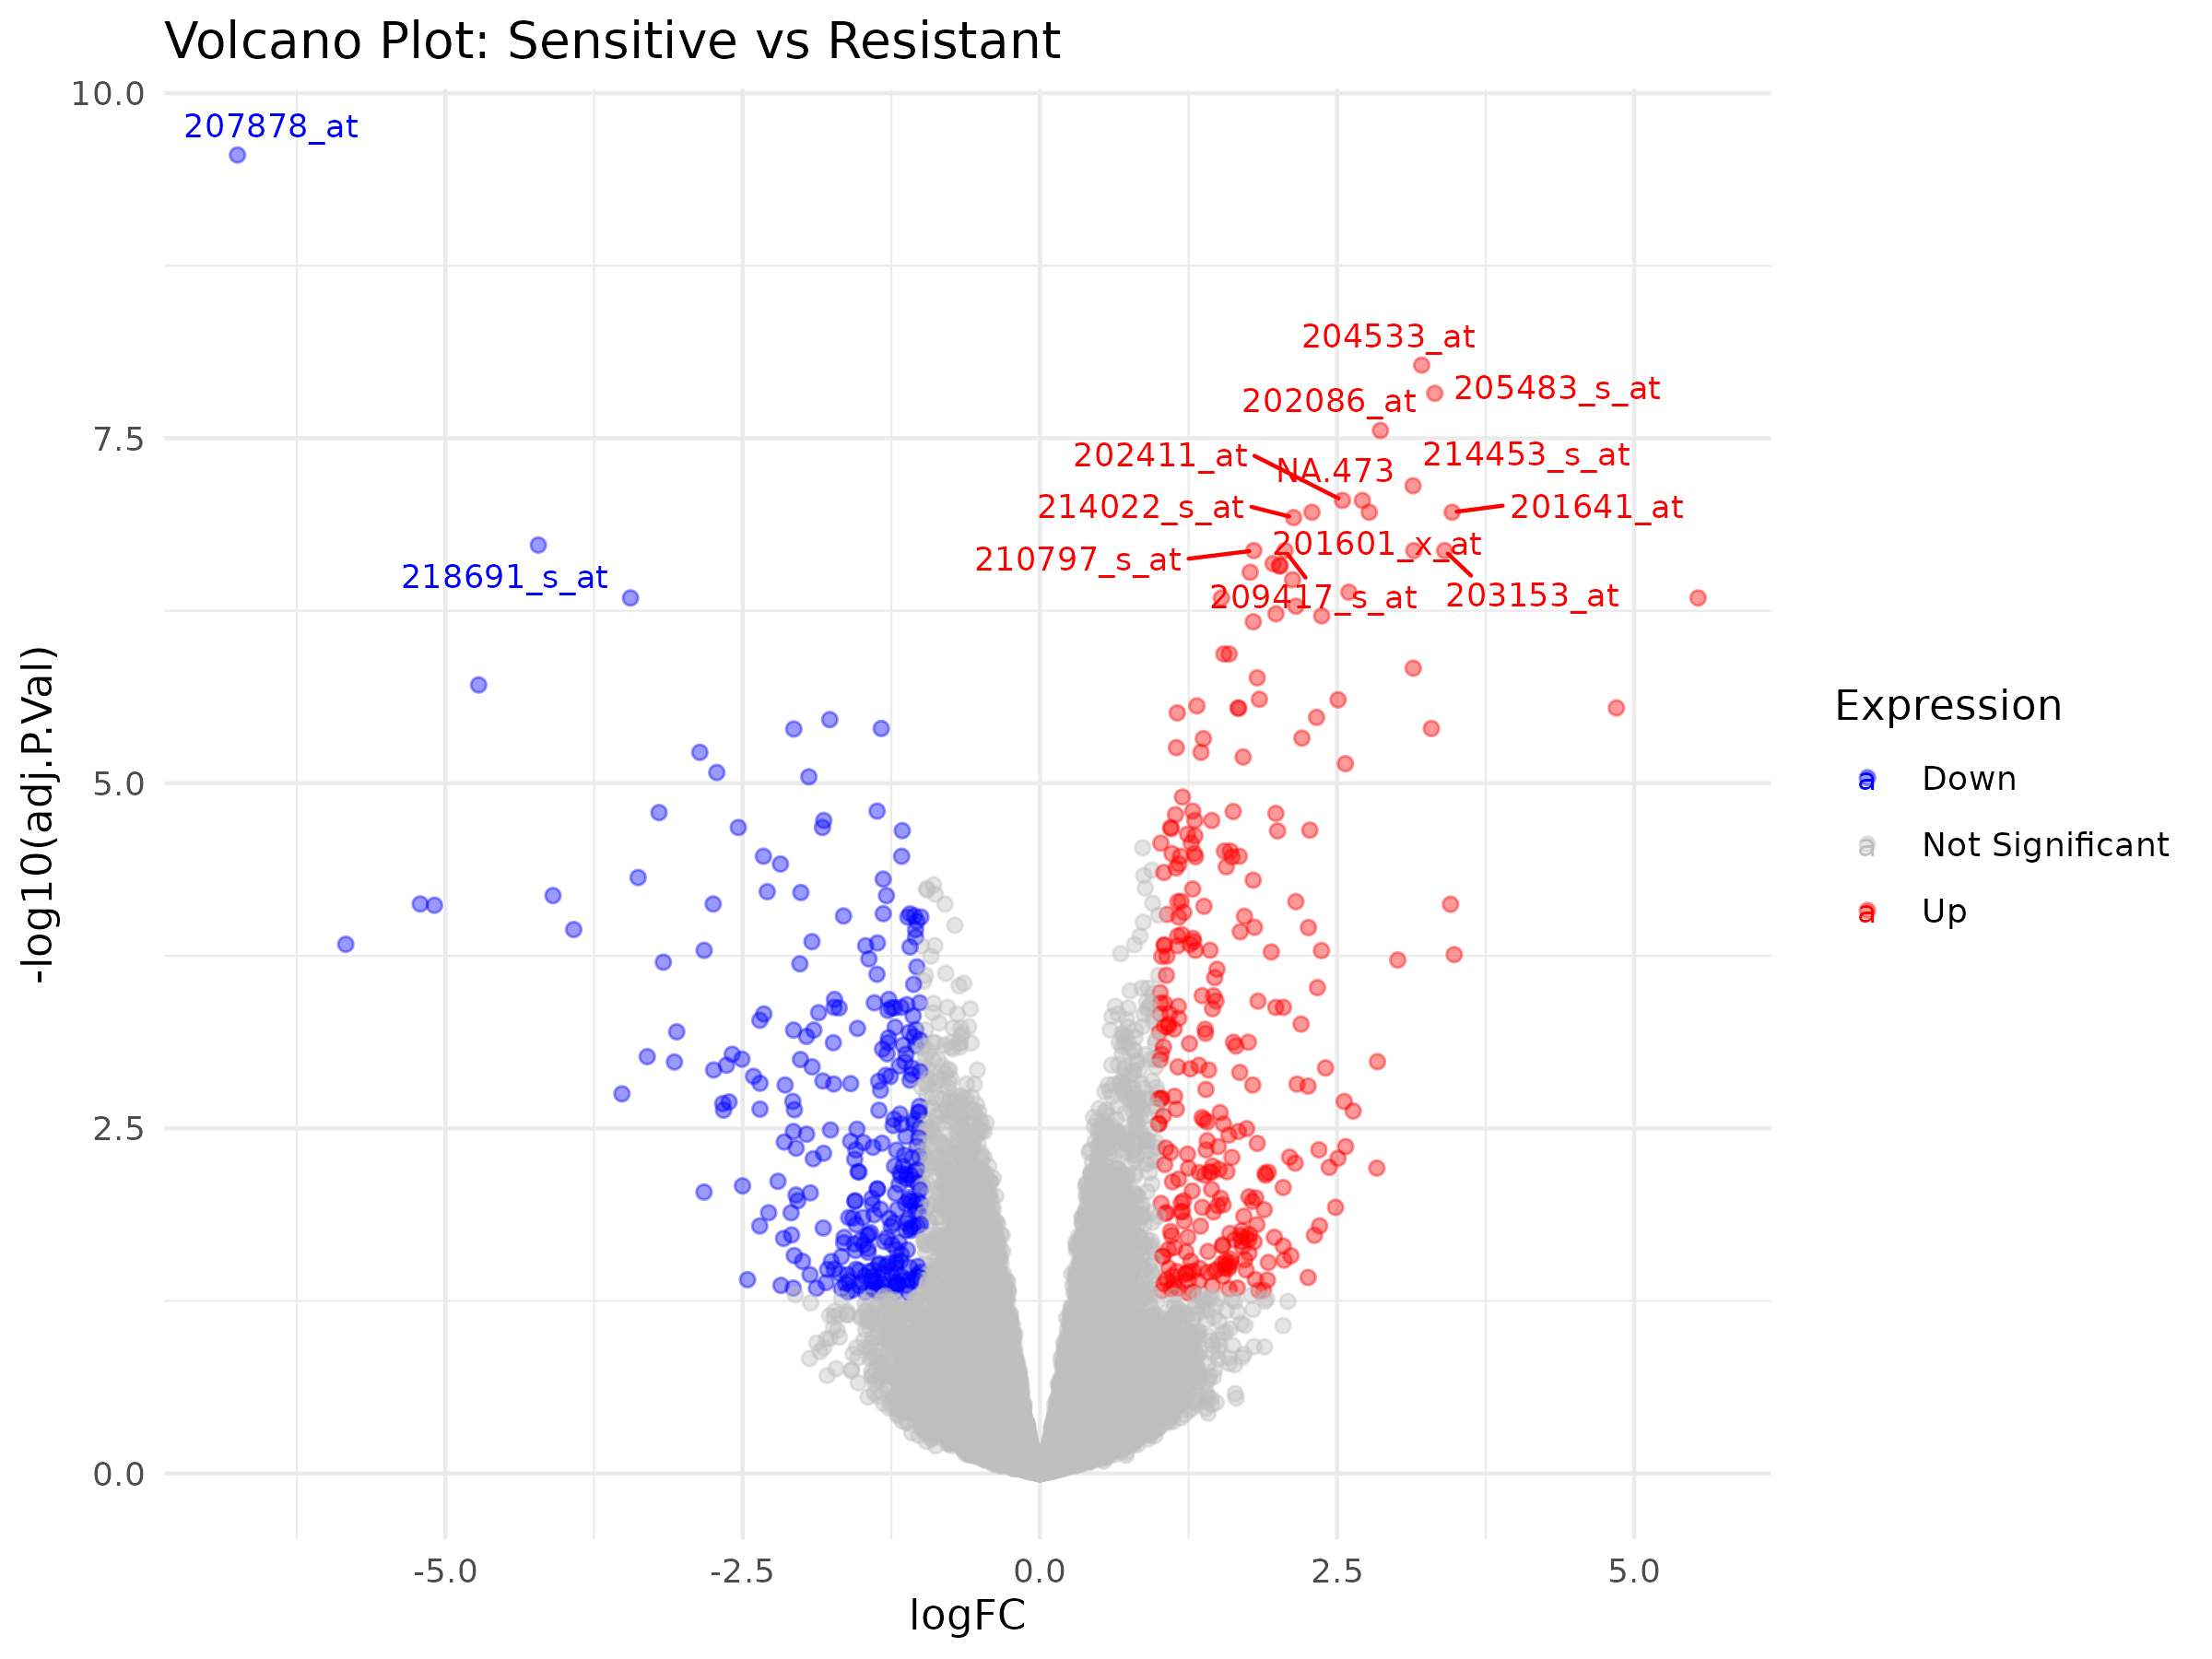 Volcano Plot: Sensitive vs Resistant
10.0
7.5
5.0
2.5
0.0
-log10(adj.P.Val)
207878_at
204533_at
205483_s_at
202086_at
214453_s_at
202411_at
NA.473
214022_s_at
201641_at
201601_x_at
210797_s_at
218691_s_at
209417_s_at
203153_at
-5.0
-2.5
0.0
2.5
5.0
logFC
Expression
a Down
a Not Significant
a Up